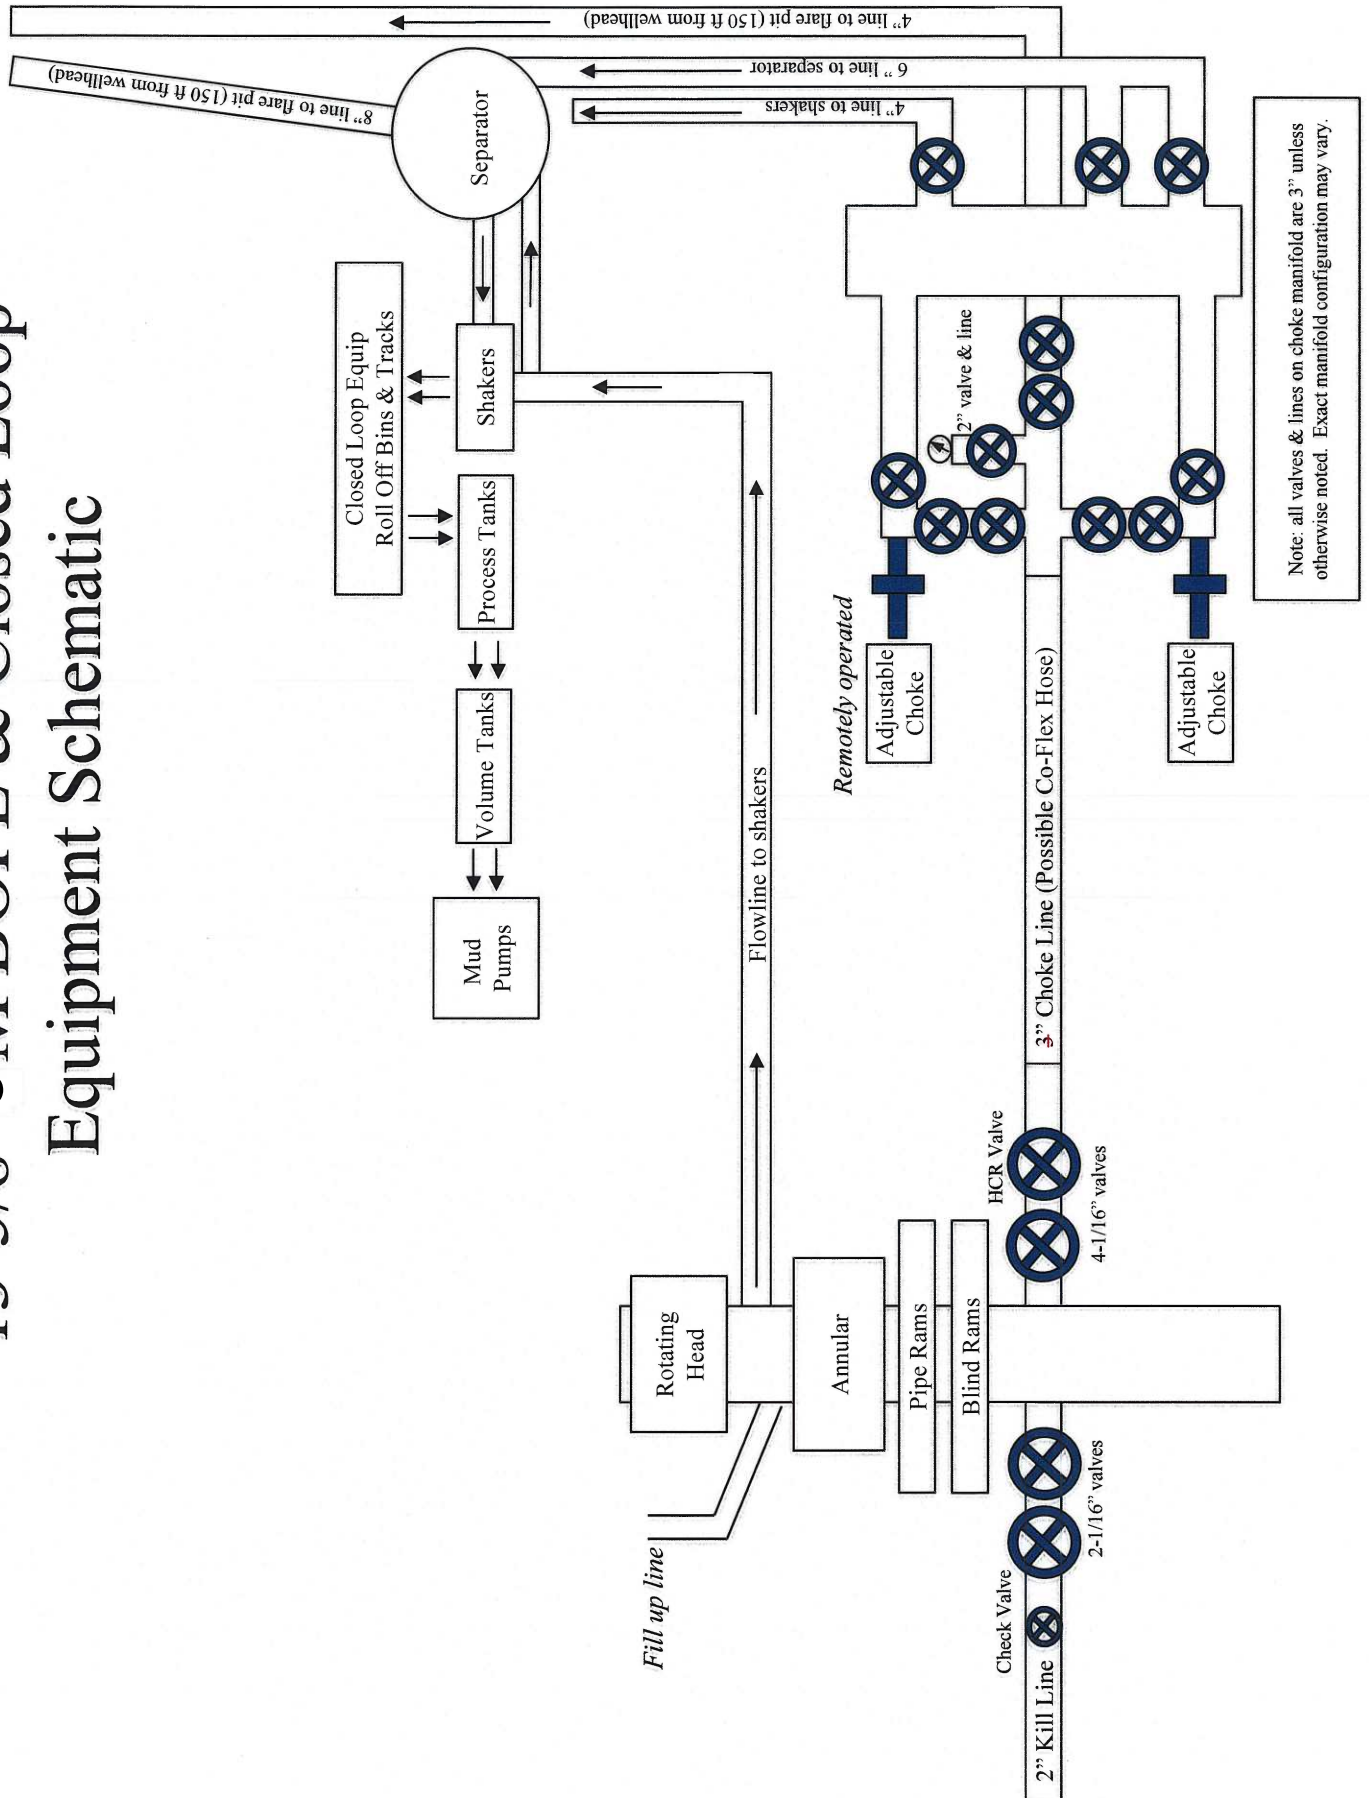 BOPE & Closed Loop
Equipment Schematic
8” line to flare pit (150 ft from wellhead)
4” line to flare pit (150 ft from wellhead)
6” line to separator
4” line to shakers
Separator
Closed Loop Equip
Roll Off Bins & Tracks
Shakers
Process Tanks
Volume Tanks
Mud
Pumps
Fill up line
Rotating
Head
Flowline to shakers
Annular
Pipe Rams
Blind Rams
Remotely operated
Adjustable
Choke
2” valve & line
Check Valve
HCR Valve
2” Kill Line
3” Choke Line (Possible Co-Flex Hose)
2-1/16” valves
4-1/16” valves
Adjustable
Choke
Note: all valves & lines on choke manifold are 3” unless
otherwise noted. Exact manifold configuration may vary.